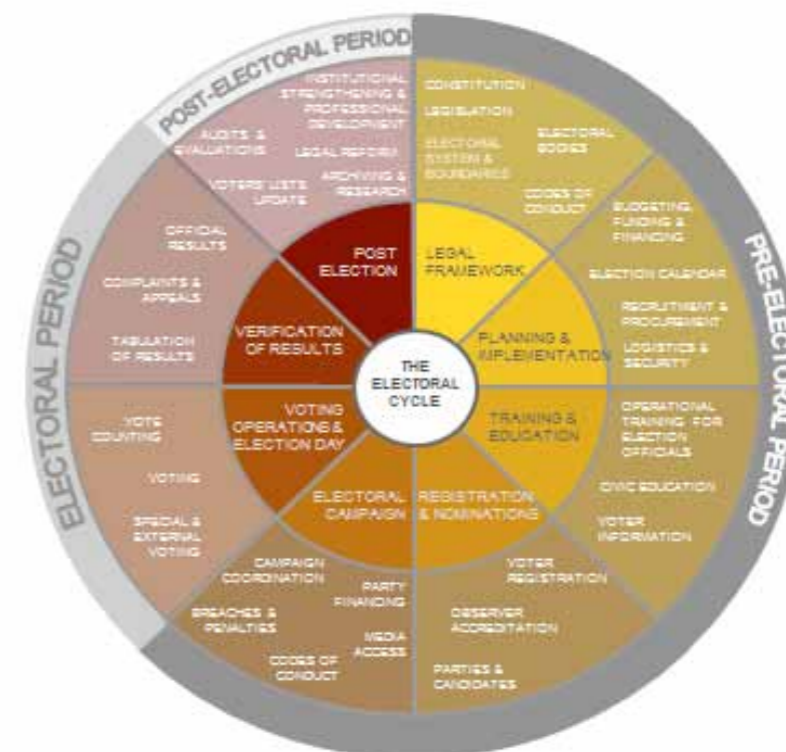 THE
ELECTORAL
CYCLE
PRE-ELECTORAL PERIOD
LEGAL
FRAMEWORK
CONSTITUTION
LEGISLATION
ELECTORAL
SYSTEM &
BOUNDARIES
ELECTORAL
BODIES
CODES OF
CONDUCT
PLANNING &
IMPLEMENTATION
BUDGETING,
FUNDING &
FINANCING
ELECTION CALENDAR
RECRUITMENT &
PROCUREMENT
LOGISTICS &
SECURITY
TRAINING &
EDUCATION
OPERATIONAL
TRAINING FOR
ELECTION
OFFICIALS
CIVIC EDUCATION
VOTER
INFORMATION
REGISTRATION
& NOMINATIONS
VOTER
REGISTRATION
OBSERVER
ACCREDITATION
PARTIES &
CANDIDATES
ELECTORAL
CAMPAIGN
CAMPAIGN
COORDINATION
PARTY
FINANCING
BREACHES &
PENALTIES
MEDIA
ACCESS
CODES OF
CONDUCT
ELECTORAL PERIOD
VOTING
OPERATIONS &
ELECTION DAY
VOTE
COUNTING
VOTING
SPECIAL &
EXTERNAL
VOTING
VERIFICATION
OF RESULTS
OFFICIAL
RESULTS
COMPLAINTS &
APPEALS
TABULATION
OF RESULTS
POST-ELECTORAL PERIOD
POST
ELECTION
INSTITUTIONAL
STRENGTHENING &
PROFESSIONAL
DEVELOPMENT
AUDITS &
EVALUATIONS
LEGAL REFORM
ARCHIVING &
RESEARCH
VOTERS' LISTS
UPDATE